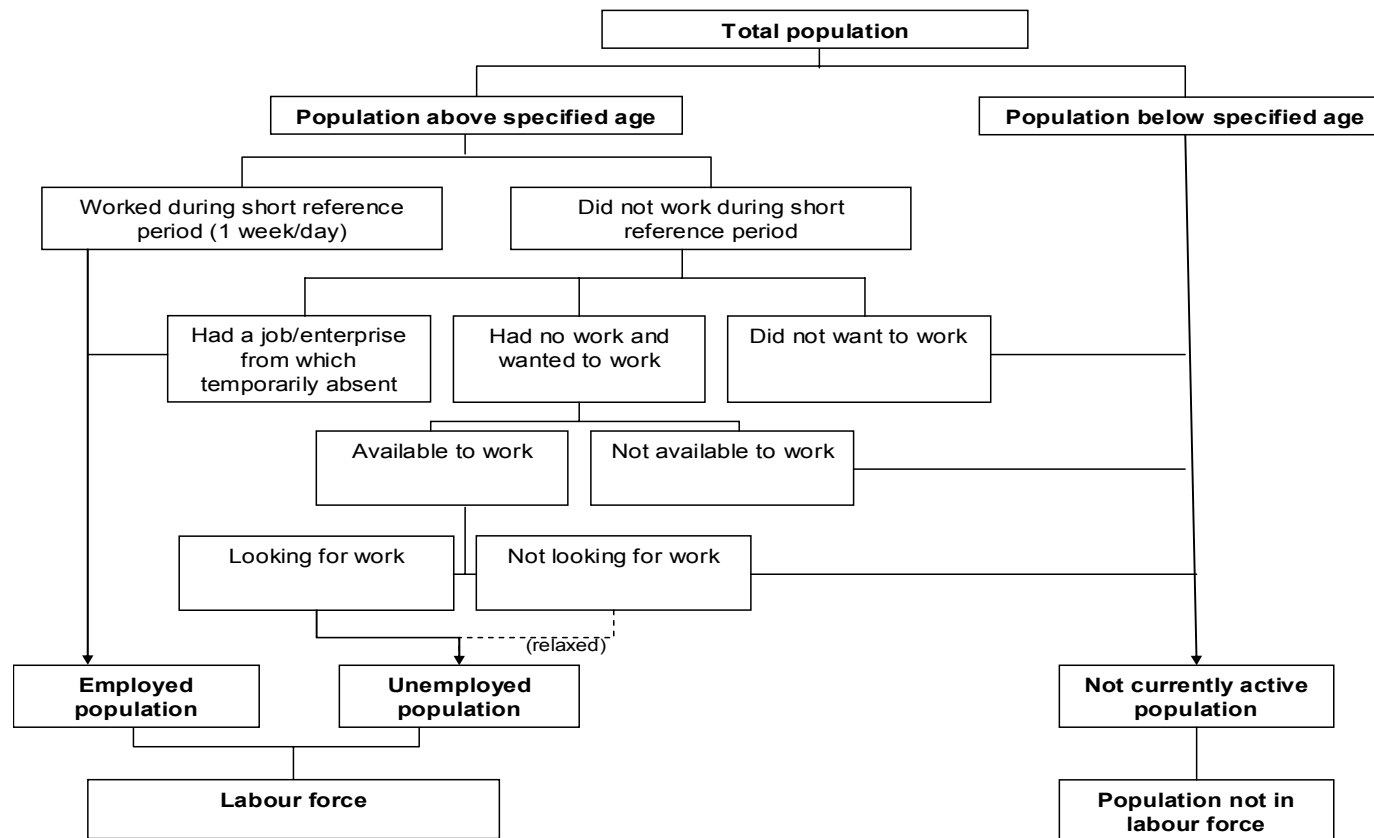 Total population
Population above specified age
Population below specified age
Worked during short reference
period (1 week/day)
Did not work during short
reference period
Had a job/enterprise
from which
temporarily absent
Had no work and
wanted to work
Did not want to work
Available to work
Not available to work
Looking for work
Not looking for work
(relaxed)
Employed
population
Unemployed
population
Not currently active
population
Labour force
Population not in
labour force